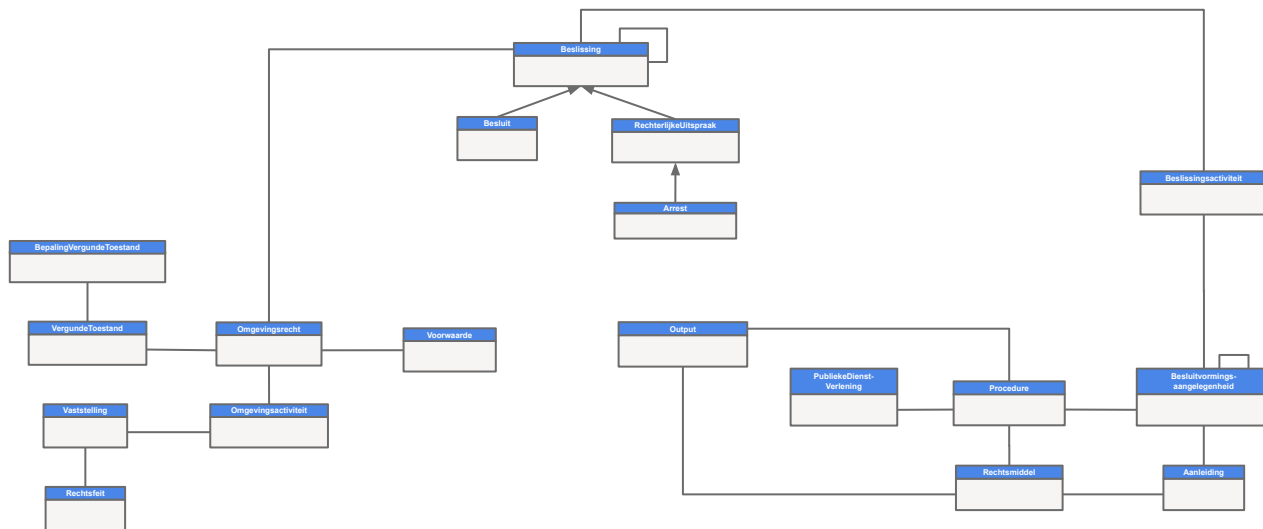 Beslissing
Besluit
RechterlijkeUitspraak
Beslissingsactiviteit
Arrest
BepalingVergundeToestand
VergundeToestand
Omgevingsrecht
Voorwaarde
Output
PubliekeDienst-
Verlening
Procedure
Besluitvormings-
aangelegenheid
Vaststelling
Omgevingsactiviteit
Rechtsmiddel
Aanleiding
Rechtsfeit